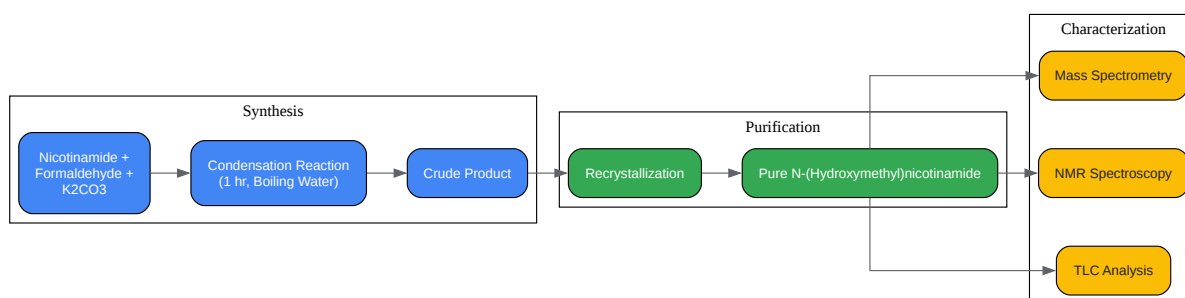 Synthesis
Nicotinamide +
Formaldehyde +
K2CO3
Condensation Reaction
(1 hr, Boiling Water)
Crude Product
Purification
Recrystallization
Pure N-(Hydroxymethyl)nicotinamide
Characterization
Mass Spectrometry
NMR Spectroscopy
TLC Analysis